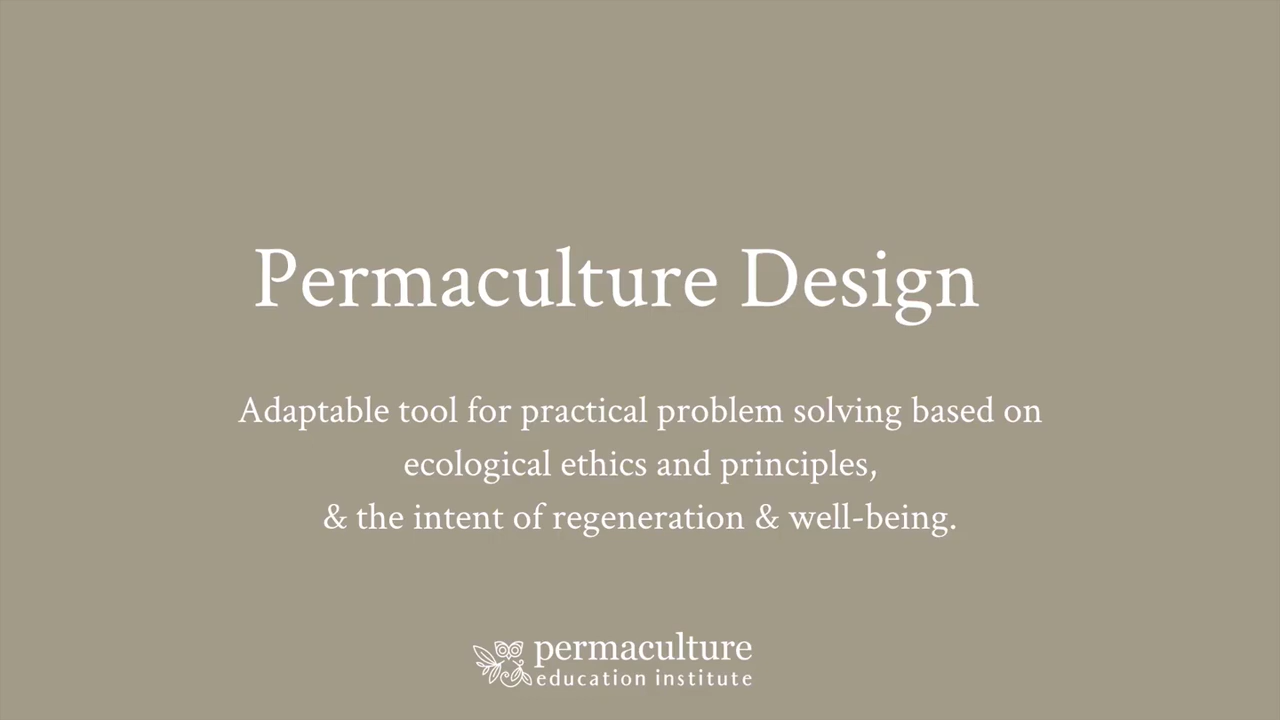 Permaculture Design
Adaptable tool for practical problem solving based on
ecological ethics and principles,
& the intent of regeneration & well-being.
permaculture
education institute